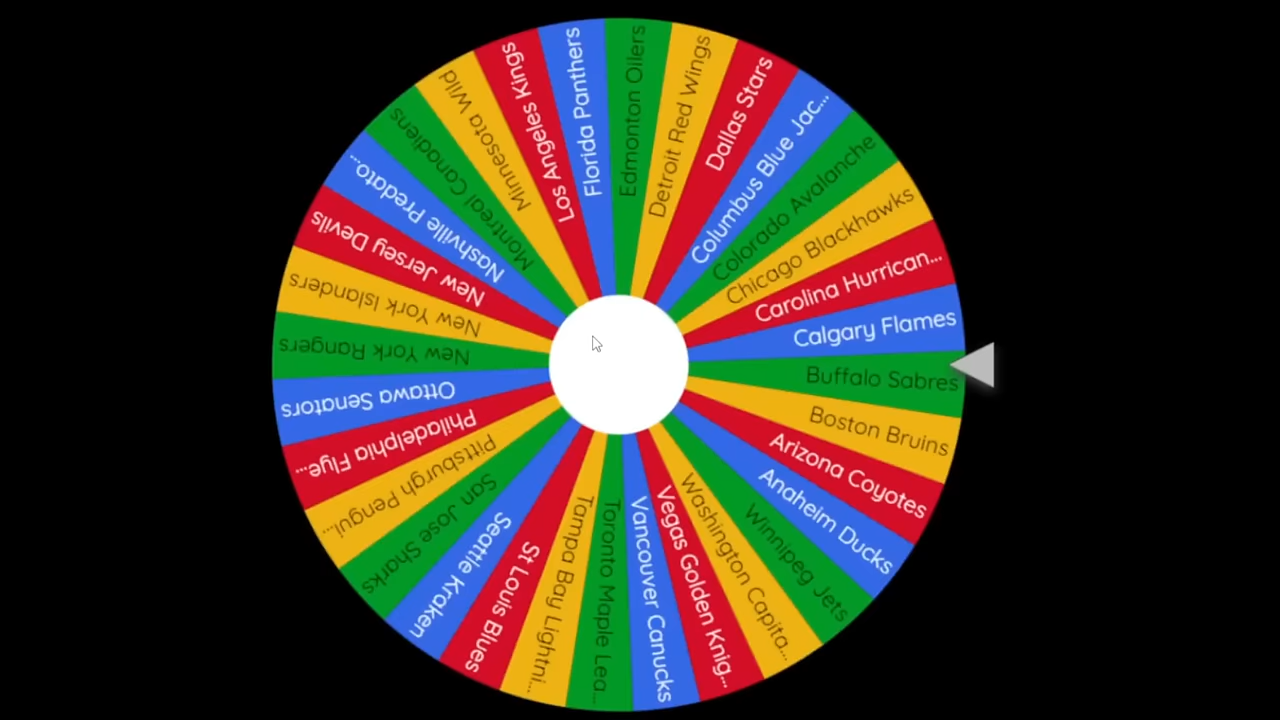 Edmonton Oilers
Detroit Red Wings
Dallas Stars
Columbus Blue Jac...
Colorado Avalanche
Chicago Blackhawks
Carolina Hurrican...
Calgary Flames
Buffalo Sabres
Boston Bruins
Arizona Coyotes
Anaheim Ducks
Winnipeg Jets
Washington Capita...
Vegas Golden Knig...
Vancouver Canucks
Toronto Maple Lea...
Tampa Bay Lightni...
St Louis Blues
Seattle Kraken
San Jose Sharks
Pittsburgh Pengui...
Philadelphia Flye...
Ottawa Senators
New York Rangers
New York Islanders
New Jersey Devils
Nashville Predato...
Montreal Canadiens
Minnesota Wild
Los Angeles Kings
Florida Panthers